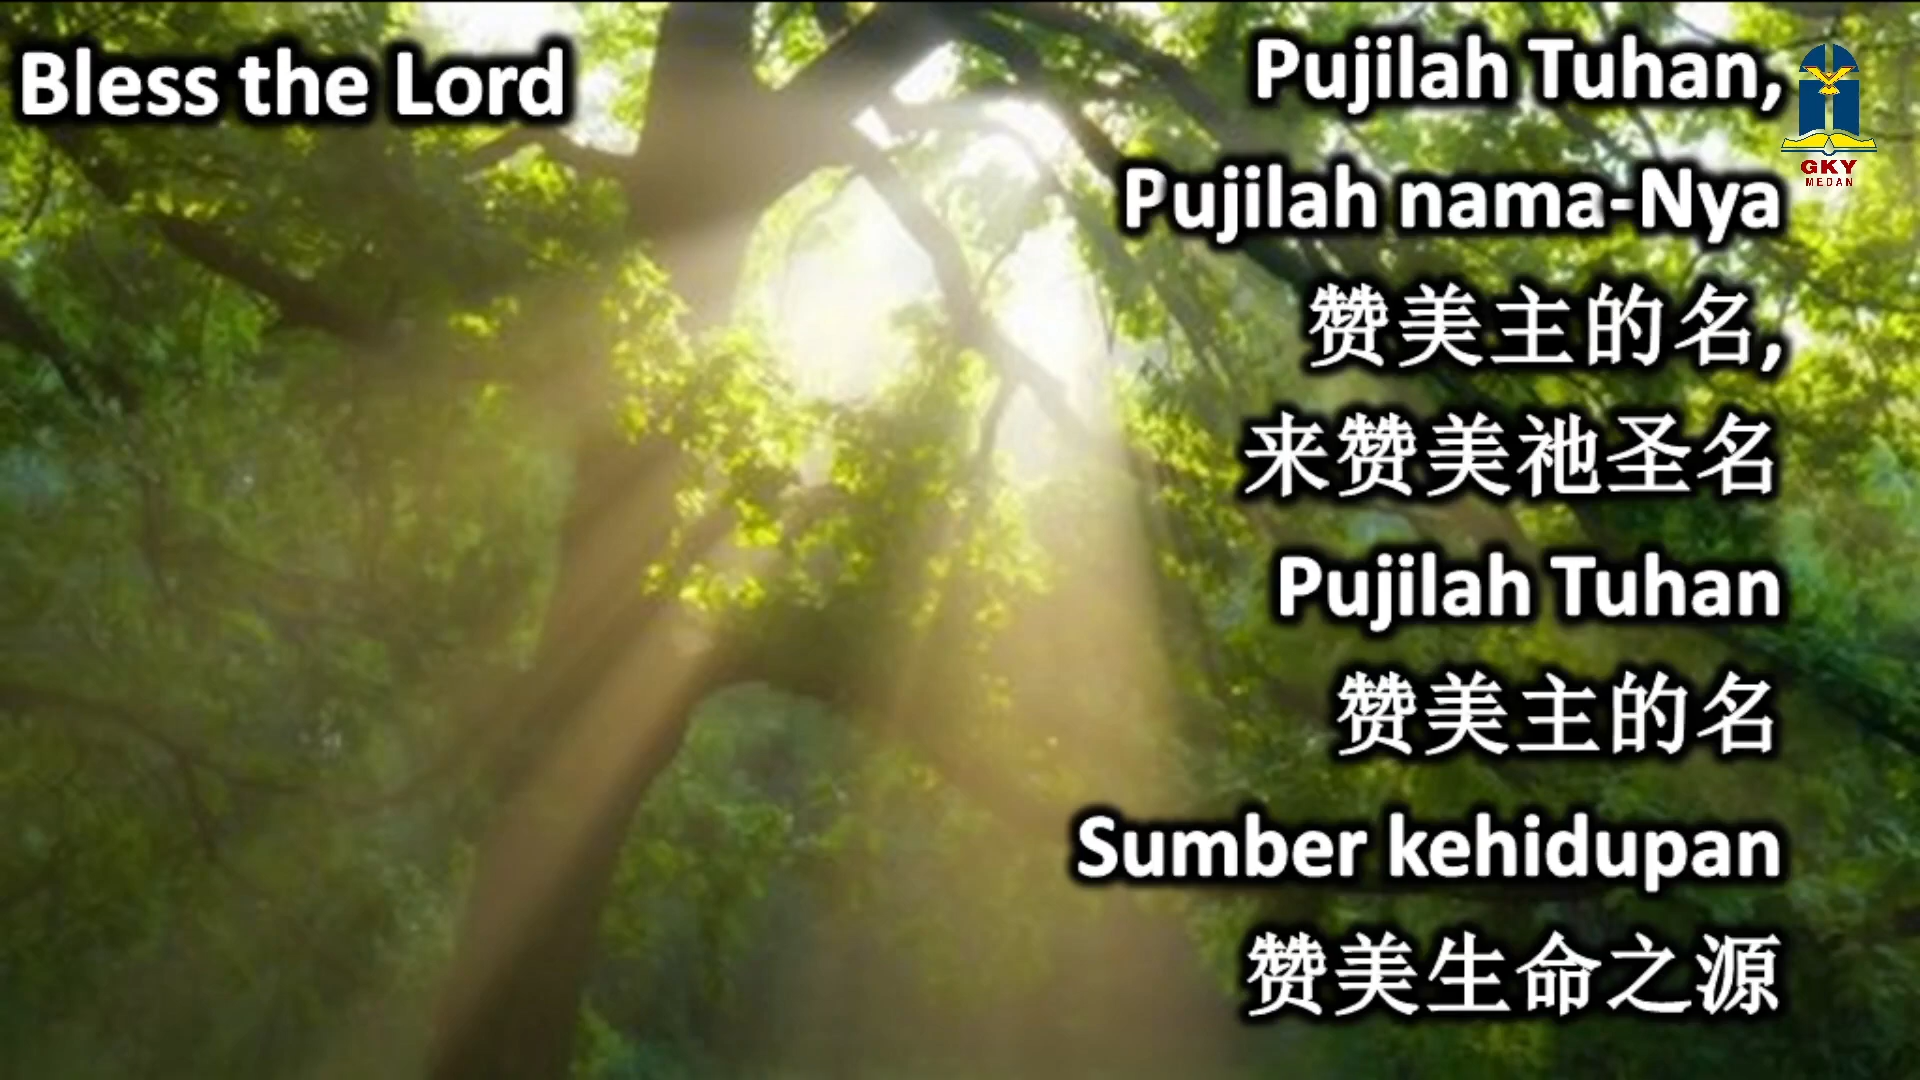 Bless the Lord
Pujilah Tuhan,
Pujilah nama-Nya
赞美主的名,
来赞美祂圣名
Pujilah Tuhan
赞美主的名
Sumber kehidupan
赞美生命之源
GKY
MEDAN